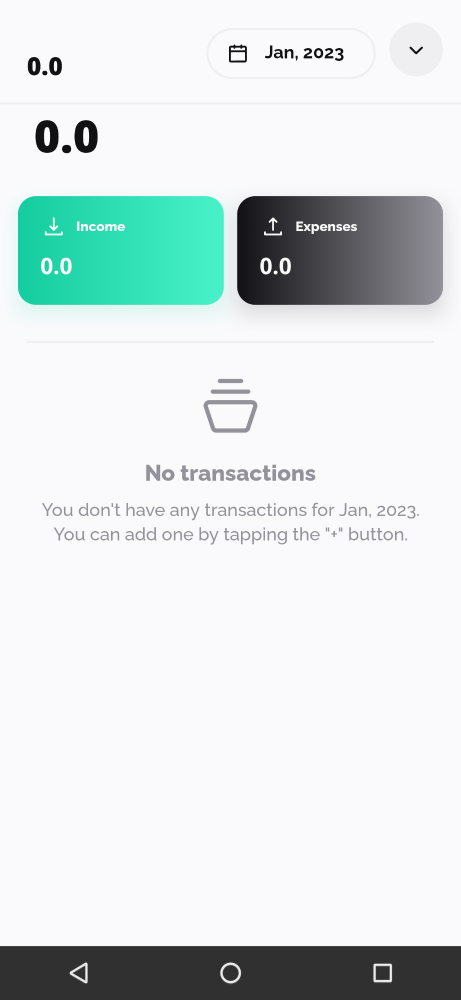 0.0
Jan, 2023
0.0
Income
0.0
Expenses
0.0
No transactions
You don't have any transactions for Jan, 2023.
You can add one by tapping the "+" button.